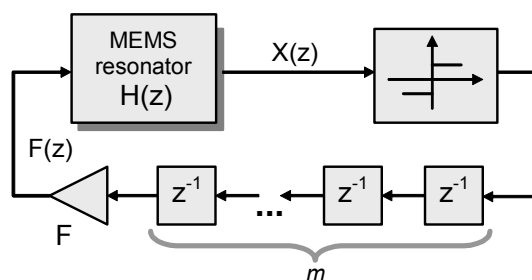 MEMS
resonator
H(z)
X(z)
F(z)
F
z⁻¹
...
z⁻¹
z⁻¹
m